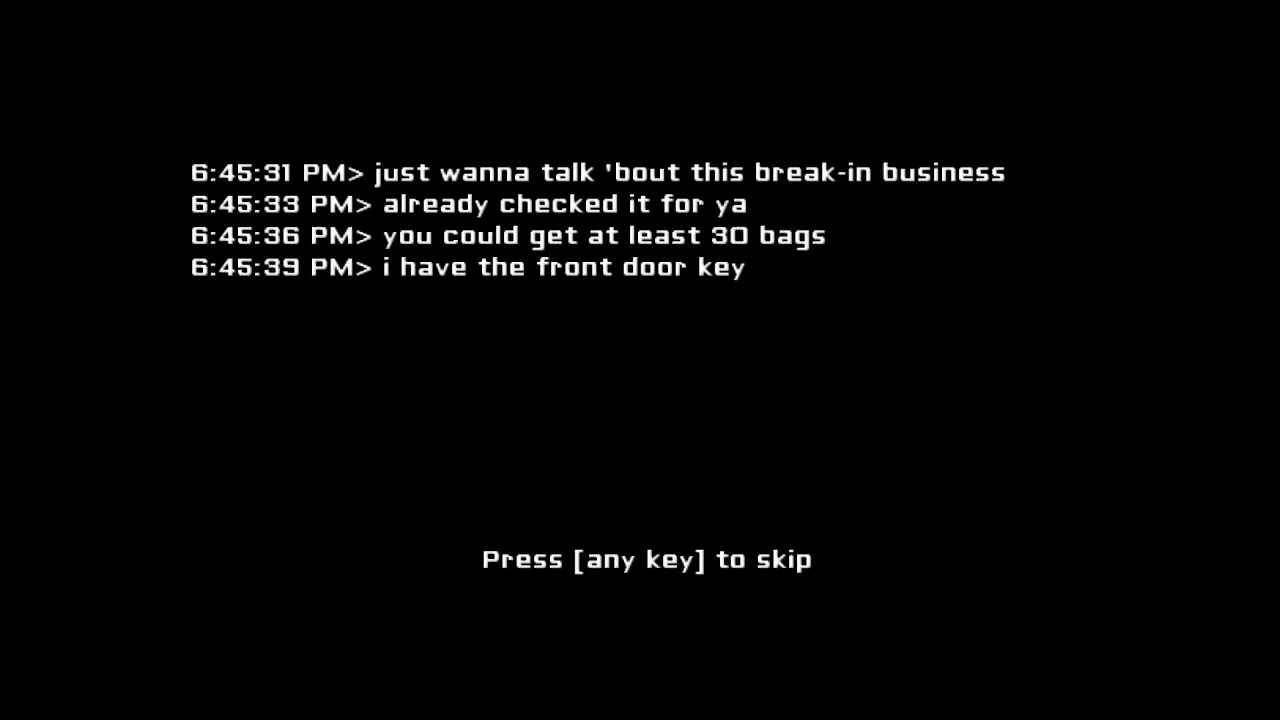 6:45:31 PM> just wanna talk 'bout this break-in business
6:45:33 PM> already checked it for ya
6:45:36 PM> you could get at least 30 bags
6:45:39 PM> i have the front door key
Press [any key] to skip